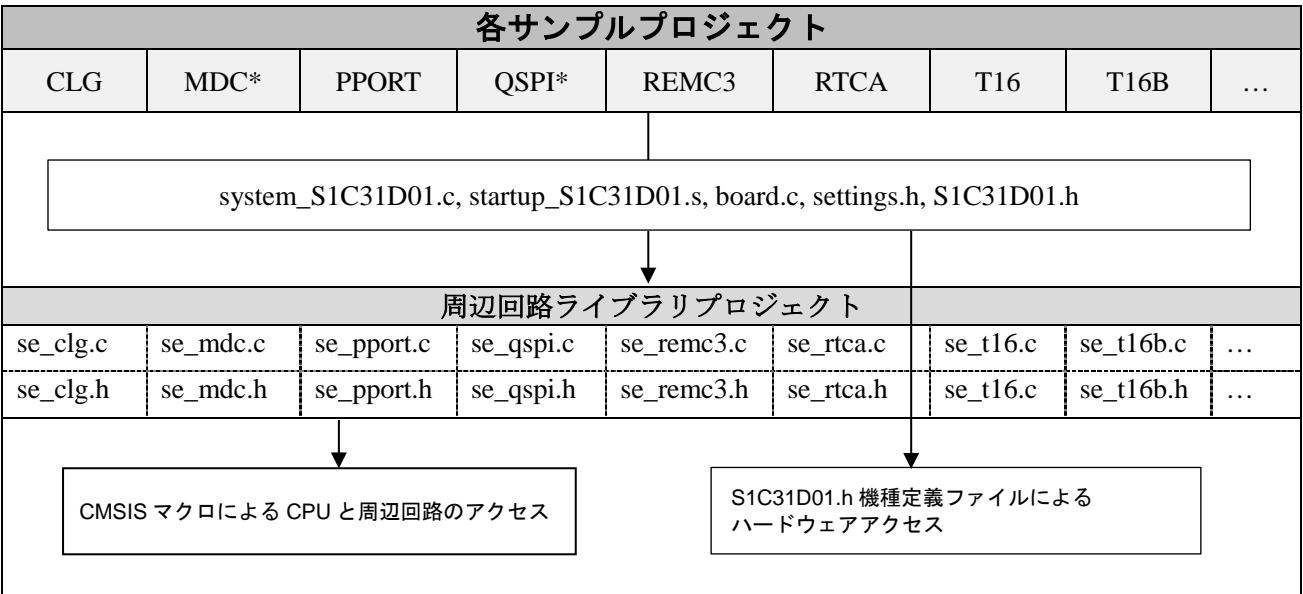 各サンプルプロジェクト
CLG MDC* PPORT QSPI* REMC3 RTCA T16 T16B …
system_S1C31D01.c, startup_S1C31D01.s, board.c, settings.h, S1C31D01.h
周辺回路ライブラリプロジェクト
se_clg.c se_mdc.c se_pport.c se_qspi.c se_remc3.c se_rtca.c se_t16.c se_t16b.c …
se_clg.h se_mdc.h se_pport.h se_qspi.h se_remc3.h se_rtca.h se_t16.c se_t16b.h …
CMSIS マクロによる CPU と周辺回路のアクセス
S1C31D01.h 機種定義ファイルによる
ハードウェアアクセス